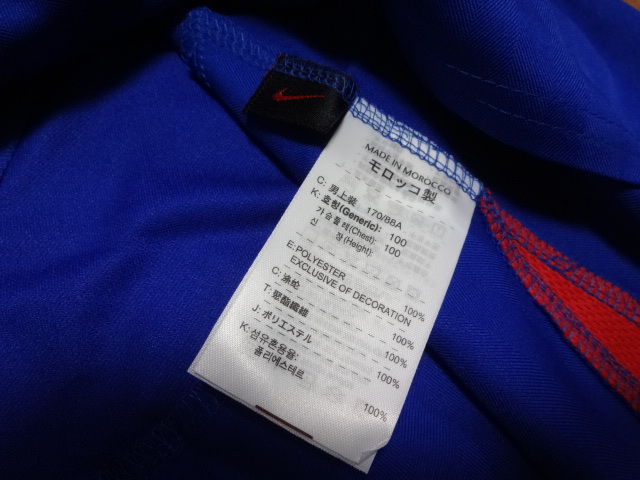 MADE IN MOROCCO
モロッコ製
C: 男上装 170/88A
K: 호칭(Generic): 100
가슴둘레(Chest): 100
신 장(Height):
E: POLYESTER 100%
EXCLUSIVE OF DECORATION
C: 涤纶 100%
T: 聚酯纖維 100%
J: ポリエステル 100%
K: 섬유혼용율:
폴리에스터 100%